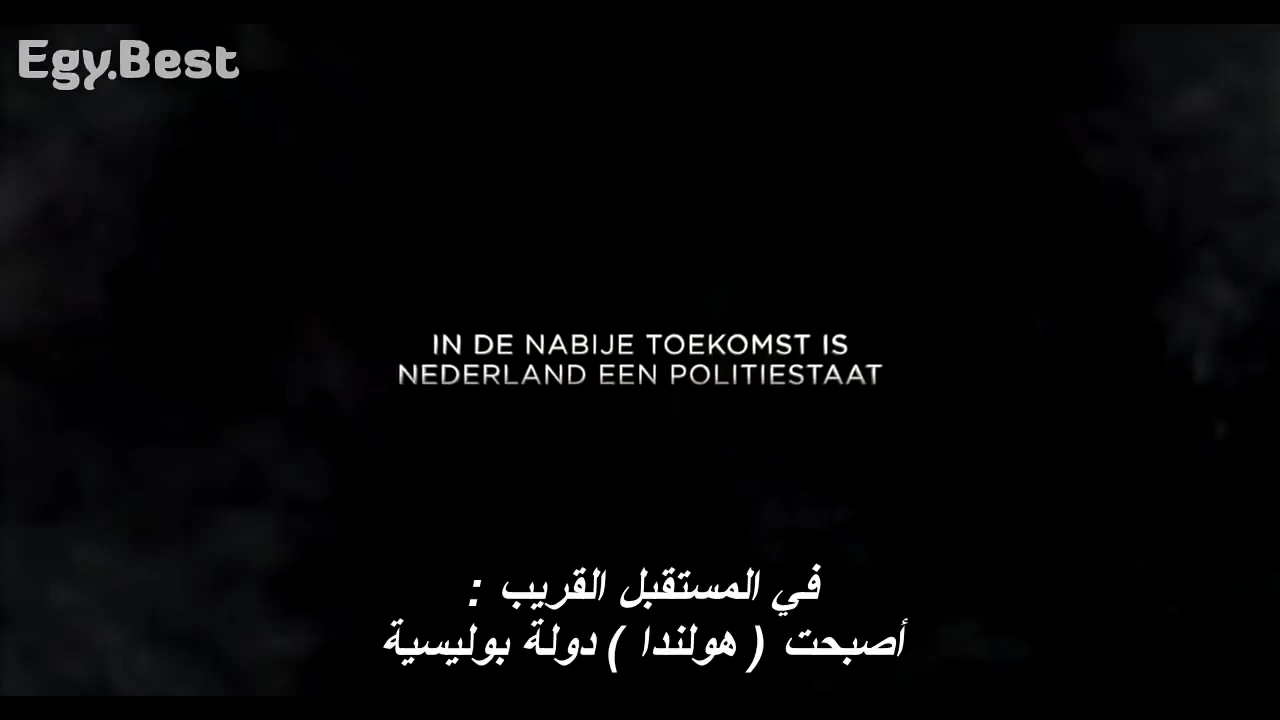 Egy.Best
IN DE NABIJE TOEKOMST IS
NEDERLAND EEN POLITIESTAAT
في المستقبل القريب :
أصبحت ( هولندا ) دولة بوليسية